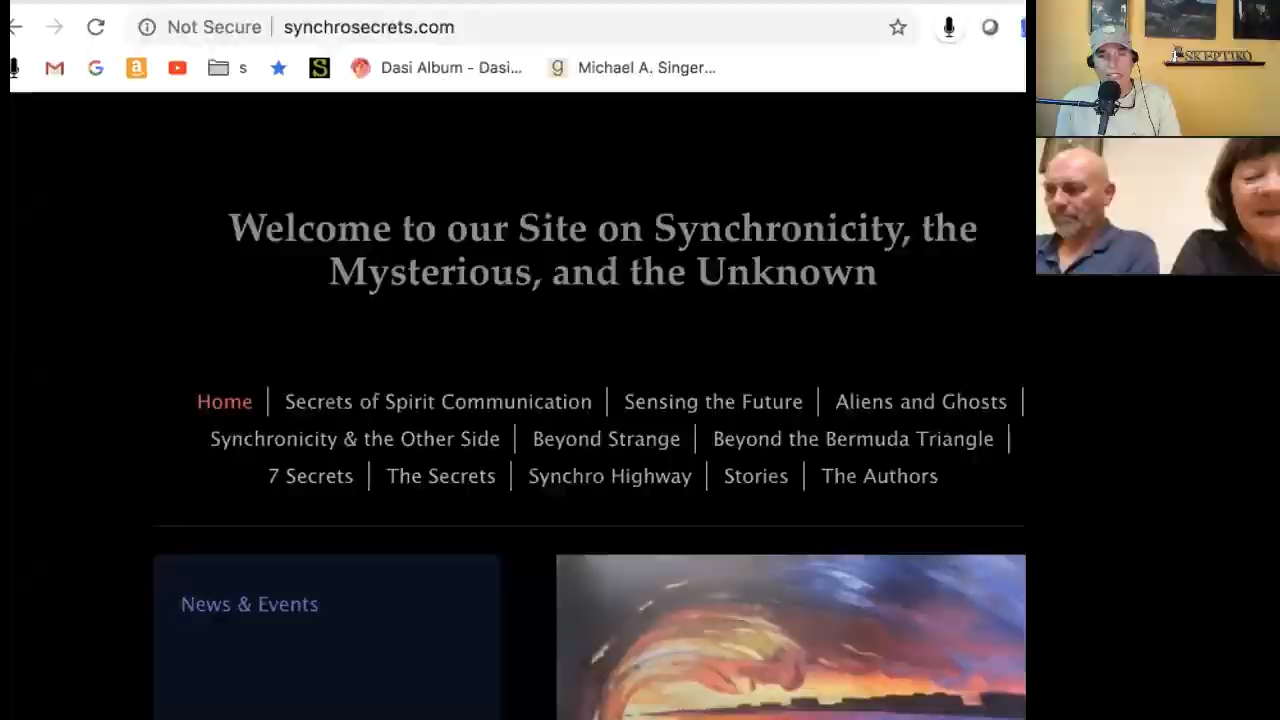 Not Secure synchrosecrets.com
s Dasi Album - Dasi... Michael A. Singer...
SKEPTIKO
Welcome to our Site on Synchronicity, the
Mysterious, and the Unknown
Home Secrets of Spirit Communication Sensing the Future Aliens and Ghosts
Synchronicity & the Other Side Beyond Strange Beyond the Bermuda Triangle
7 Secrets The Secrets Synchro Highway Stories The Authors
News & Events